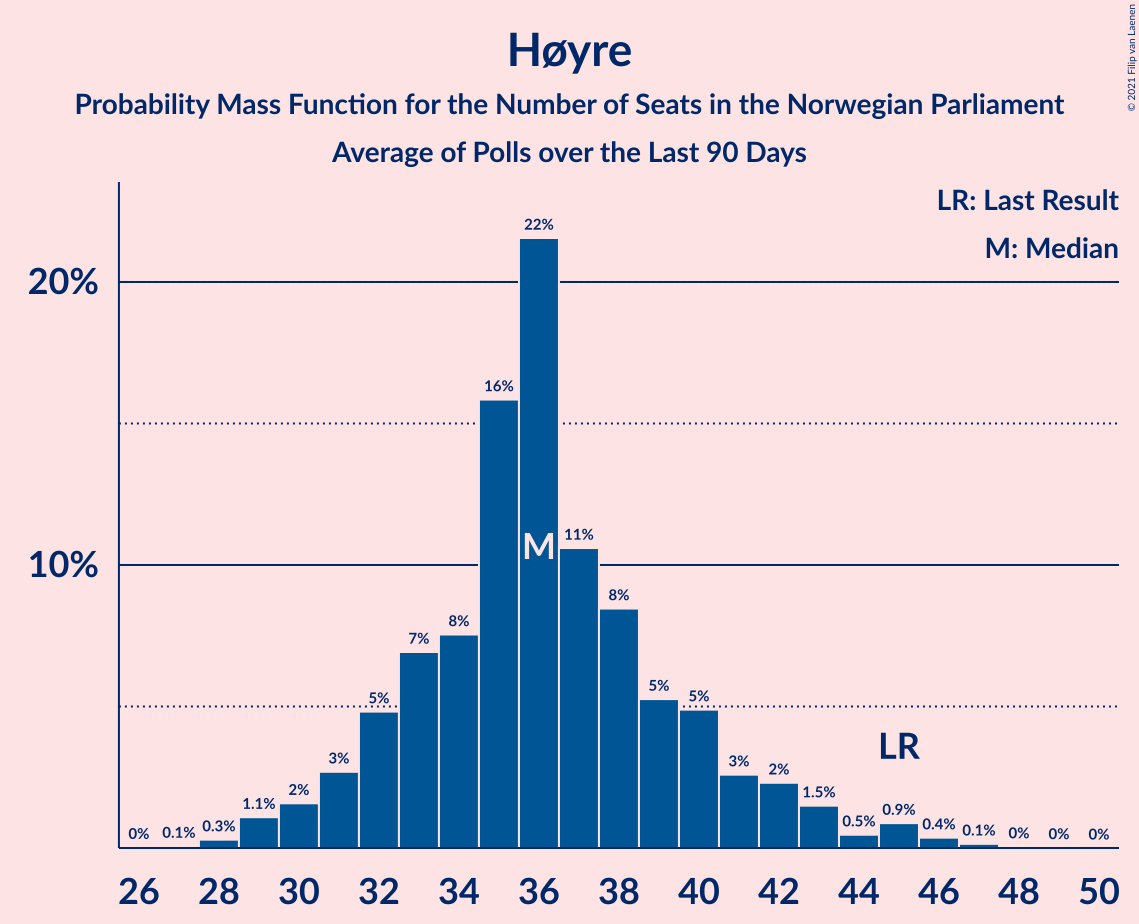 Høyre
Probability Mass Function for the Number of Seats in the Norwegian Parliament
Average of Polls over the Last 90 Days
© 2021 Filip van Laenen
LR: Last Result
M: Median
20%
10%
0% 0.1% 0.3% 1.1% 2% 3% 5% 7% 8% 16% 22% 11% 8% 5% 5% 3% 2% 1.5% 0.5% 0.9% 0.4% 0.1% 0% 0% 0%
M
LR
26 28 30 32 34 36 38 40 42 44 46 48 50